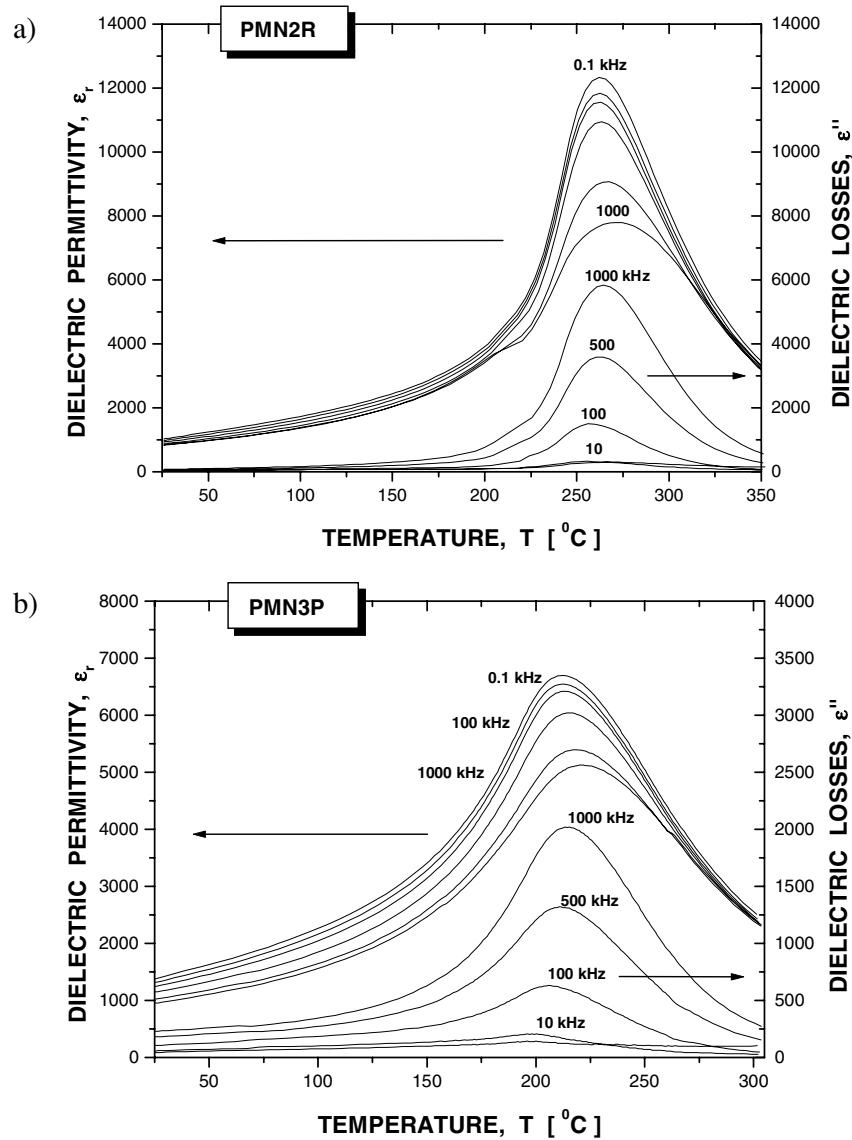 a)
PMN2R
14000
12000
10000
8000
6000
4000
2000
0
DIELECTRIC PERMITTIVITY, εr
14000
12000
10000
8000
6000
4000
2000
0
DIELECTRIC LOSSES, ε"
0.1 kHz
1000
1000 kHz
500
100
10
50 100 150 200 250 300 350
TEMPERATURE, T [ ⁰C ]
b)
PMN3P
8000
7000
6000
5000
4000
3000
2000
1000
0
DIELECTRIC PERMITTIVITY, εr
4000
3500
3000
2500
2000
1500
1000
500
0
DIELECTRIC LOSSES, ε"
0.1 kHz
100 kHz
1000 kHz
1000 kHz
500 kHz
100 kHz
10 kHz
50 100 150 200 250 300
TEMPERATURE, T [ ⁰C ]